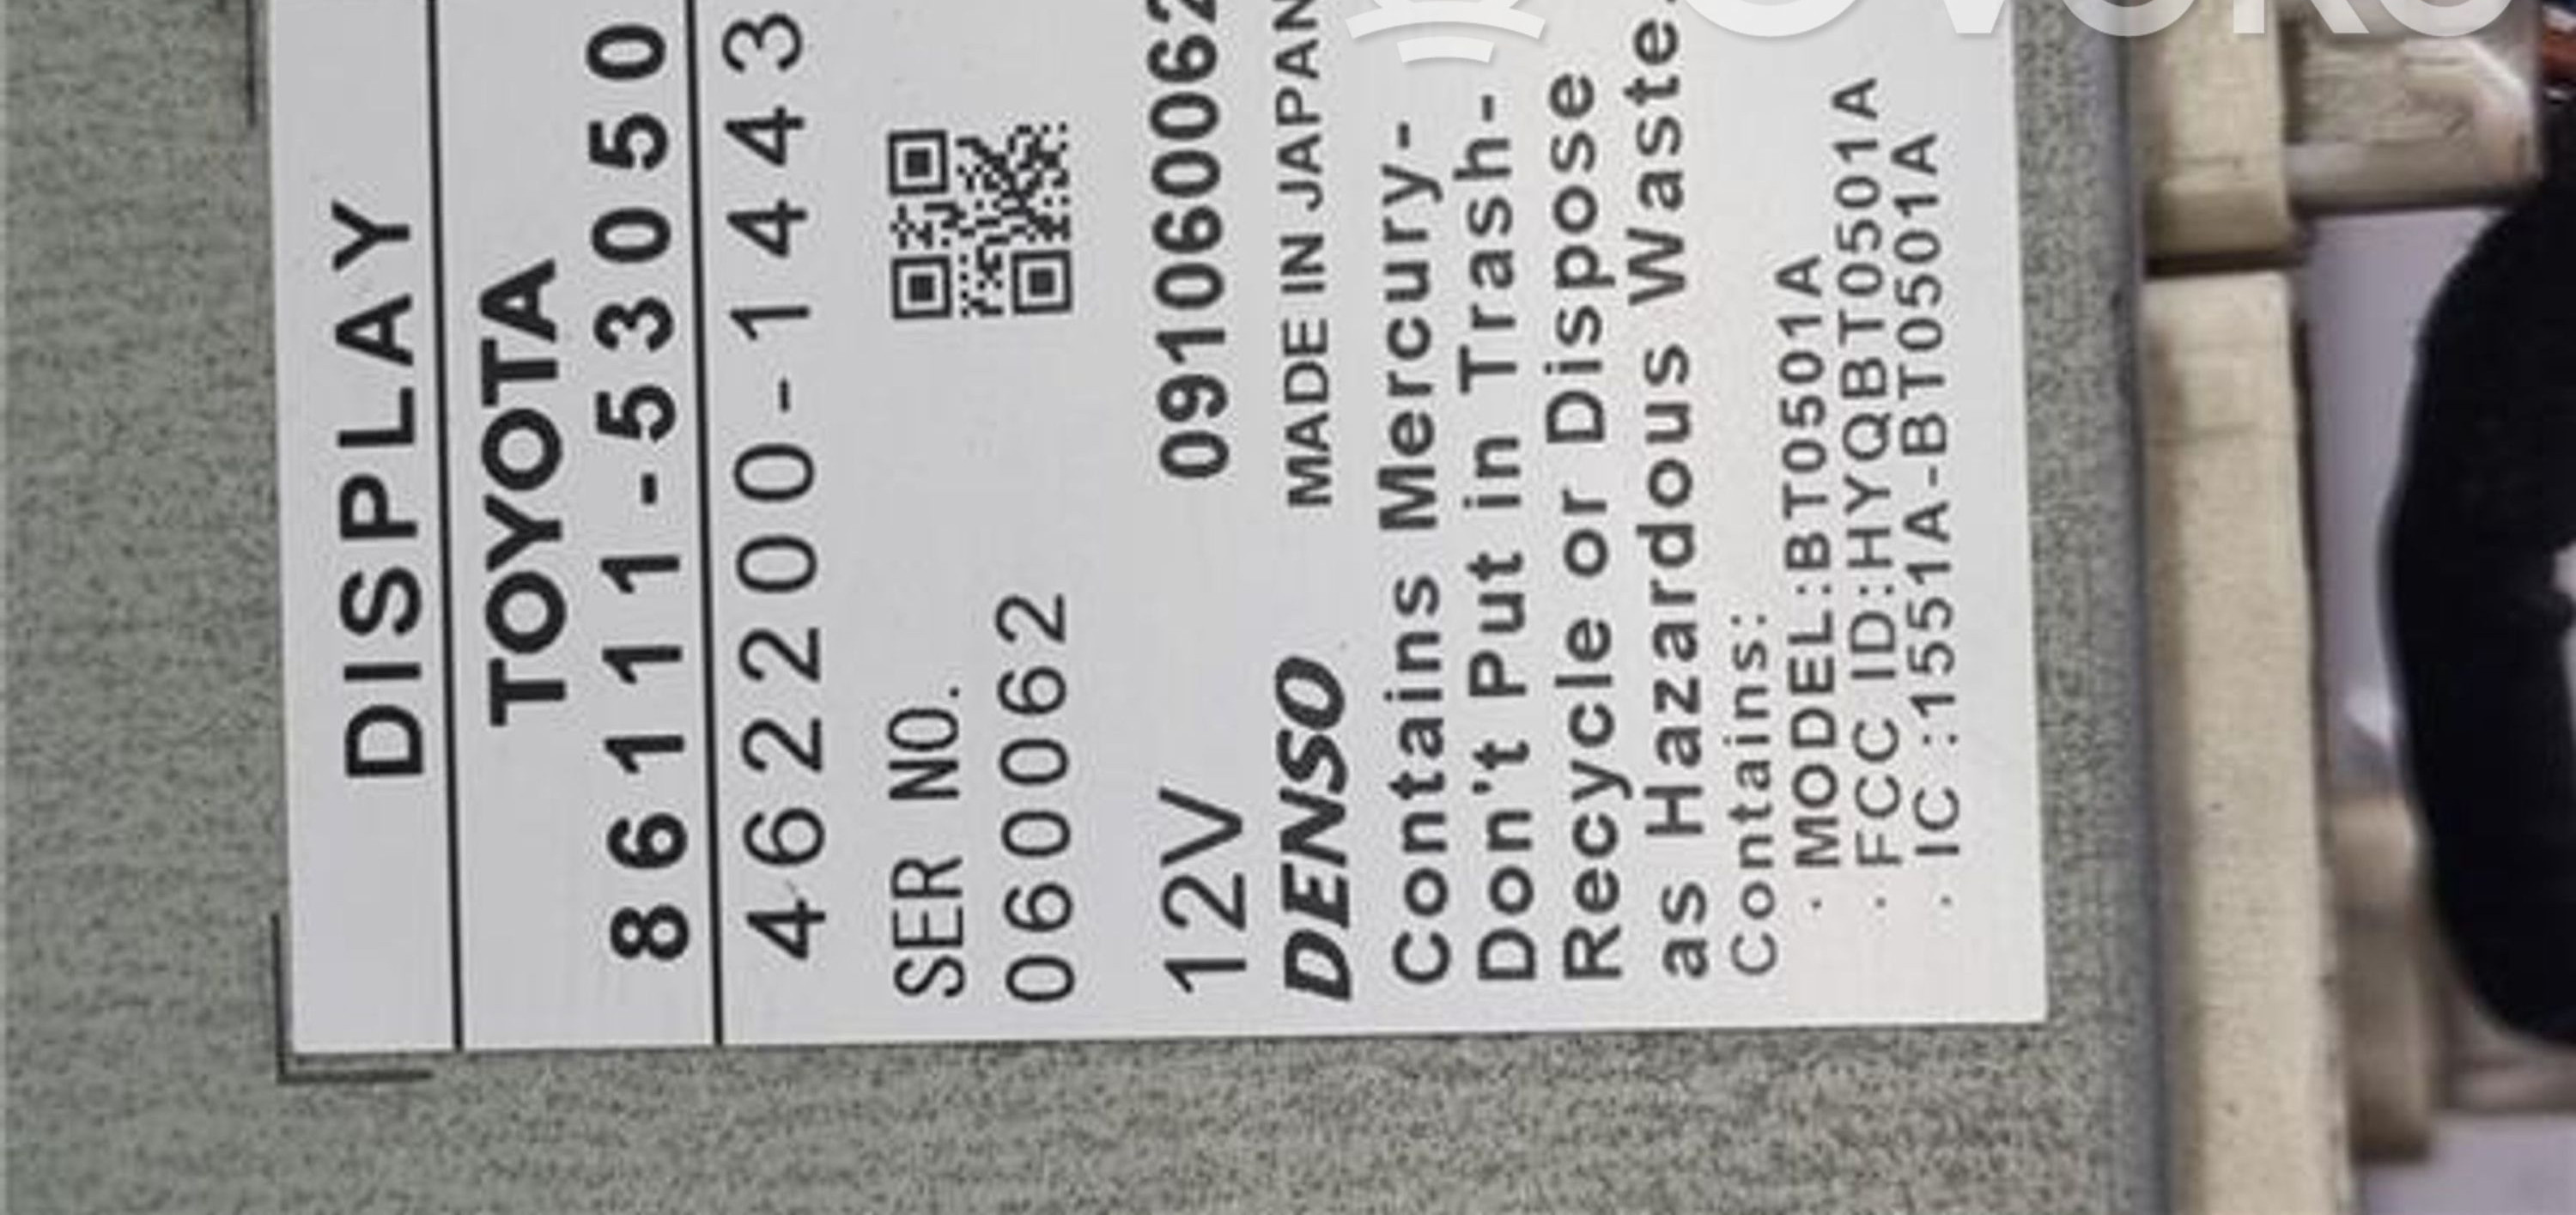 DISPLAY
TOYOTA
86111-53050
462200-1443
SER NO.
060062
12V 091060062
DENSO MADE IN JAPAN
Contains Mercury-
Don't Put in Trash-
Recycle or Dispose
as Hazardous Waste.
Contains:
· MODEL:BT0501A
· FCC ID:HYQBT0501A
· IC :1551A-BT0501A